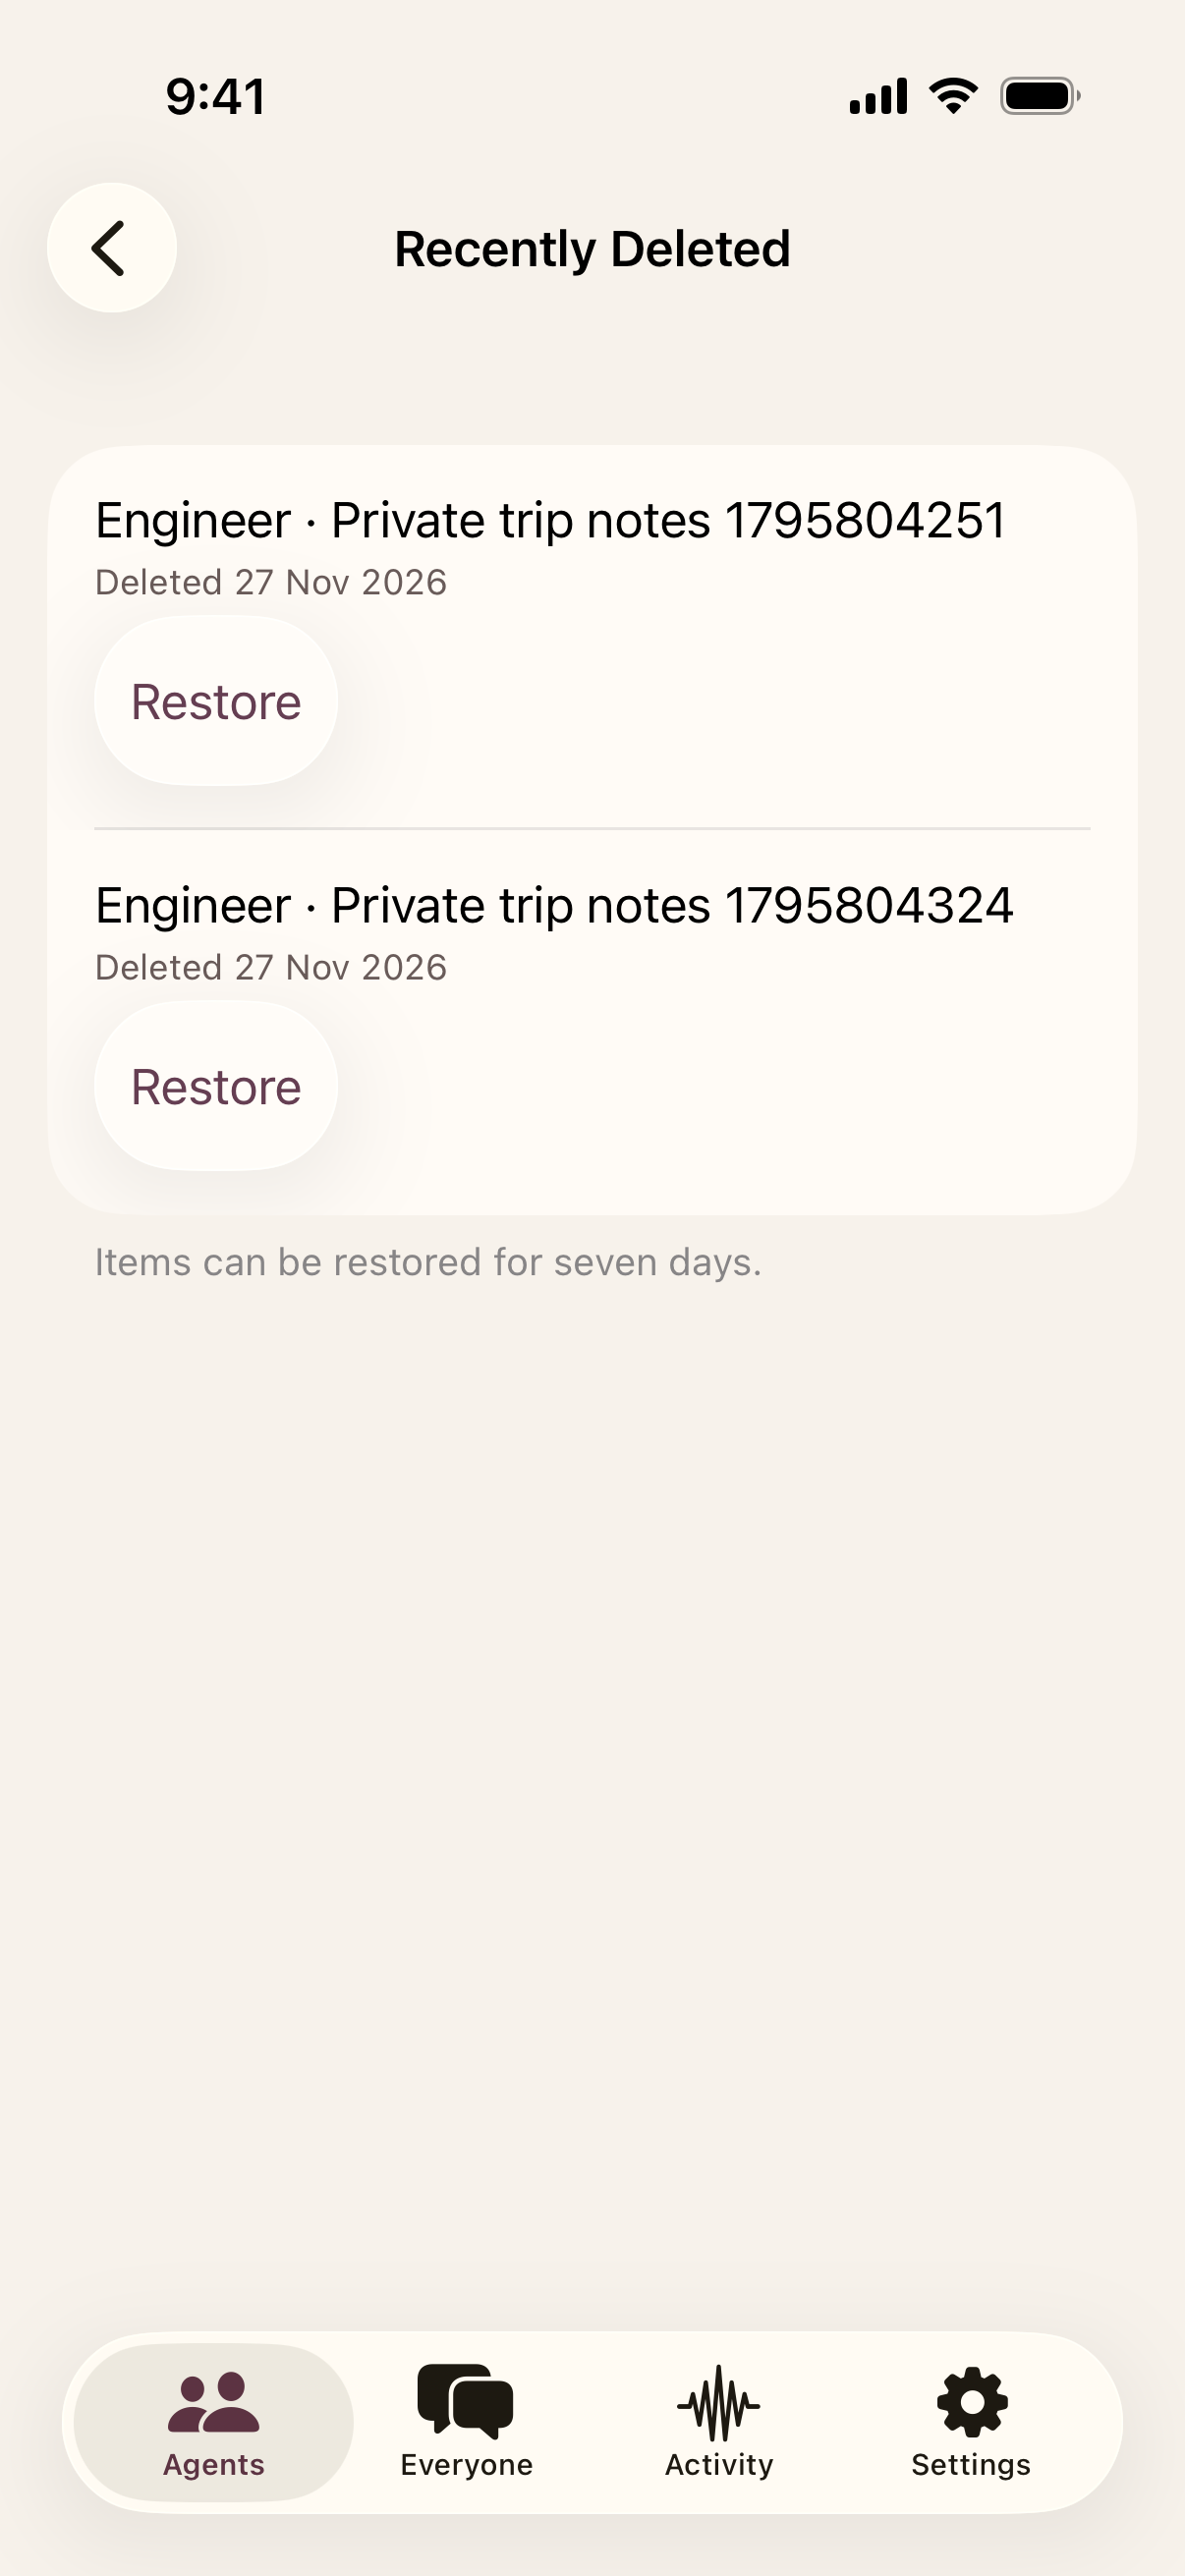 9:41
Recently Deleted
Engineer · Private trip notes 1795804251
Deleted 27 Nov 2026
Restore
Engineer · Private trip notes 1795804324
Deleted 27 Nov 2026
Restore
Items can be restored for seven days.
Agents
Everyone
Activity
Settings